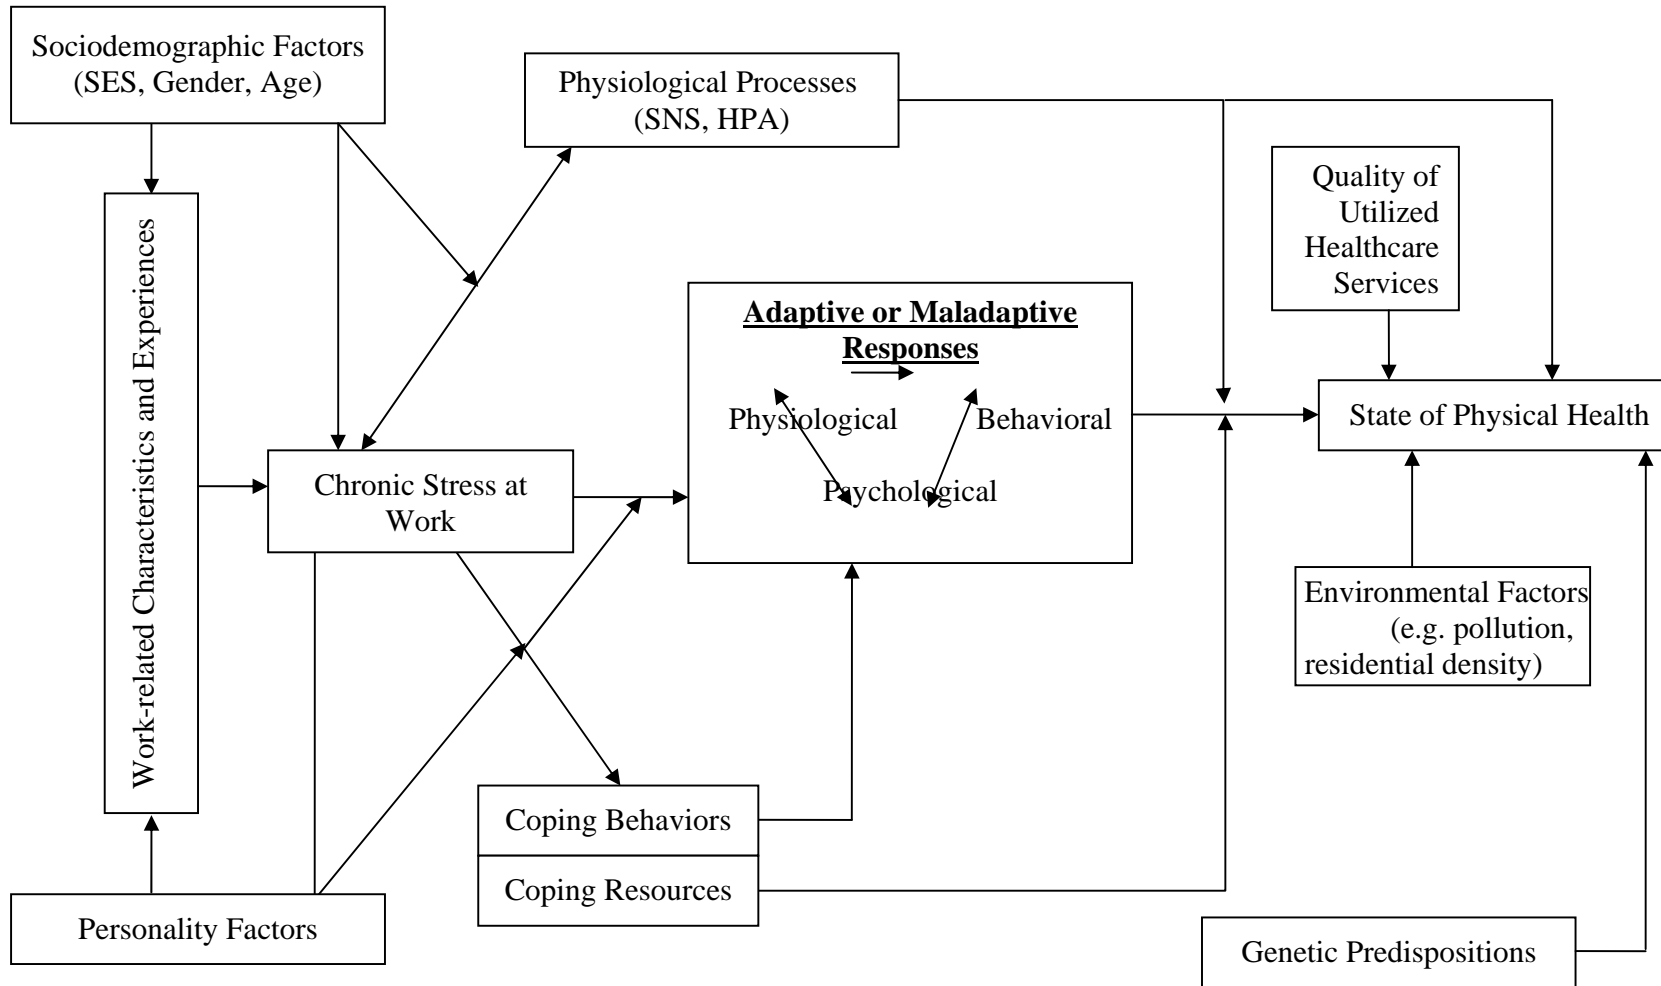 Sociodemographic Factors
(SES, Gender, Age)
Physiological Processes
(SNS, HPA)
Quality of
Utilized
Healthcare
Services
Work-related Characteristics and Experiences
Adaptive or Maladaptive
Responses
Physiological
Behavioral
Psychological
State of Physical Health
Chronic Stress at
Work
Environmental Factors
(e.g. pollution,
residential density)
Coping Behaviors
Coping Resources
Personality Factors
Genetic Predispositions